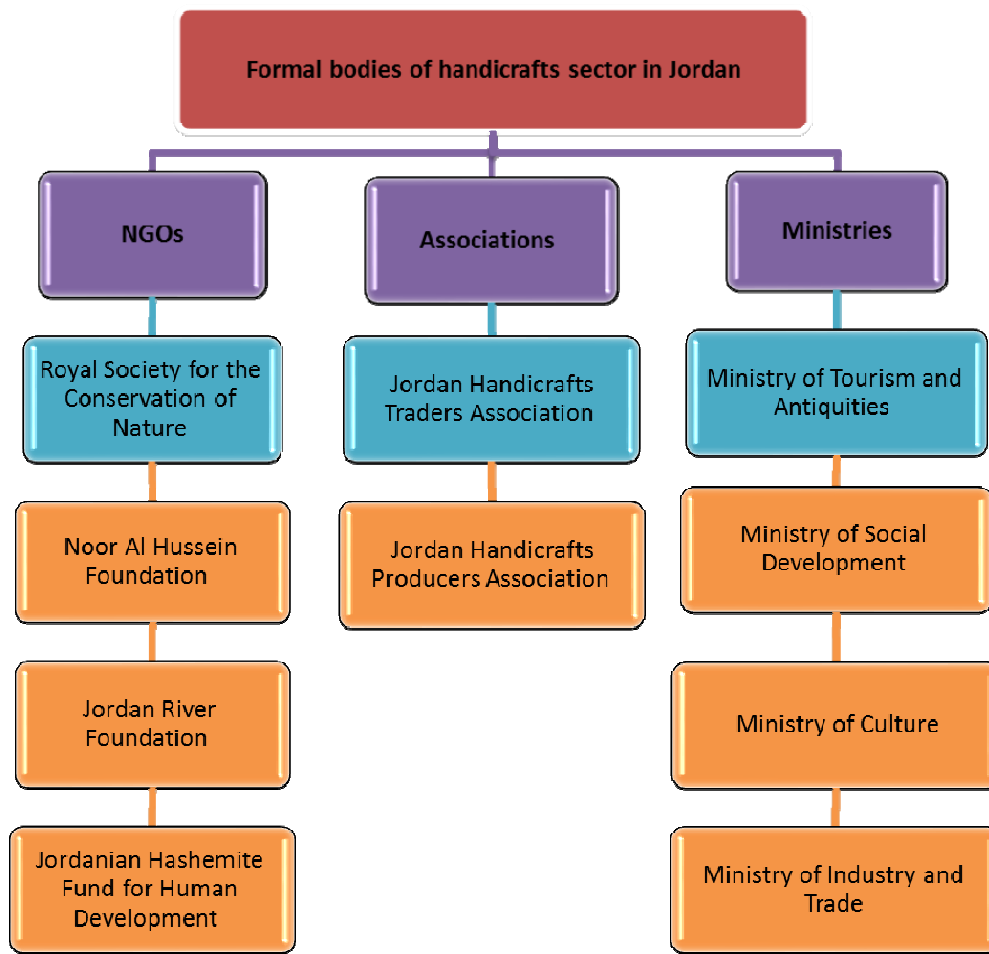 Formal bodies of handicrafts sector in Jordan
NGOs
Associations
Ministries
Royal Society for the
Conservation of
Nature
Jordan Handicrafts
Traders Association
Ministry of Tourism and
Antiquities
Noor Al Hussein
Foundation
Jordan Handicrafts
Producers Association
Ministry of Social
Development
Jordan River
Foundation
Ministry of Culture
Jordanian Hashemite
Fund for Human
Development
Ministry of Industry and
Trade